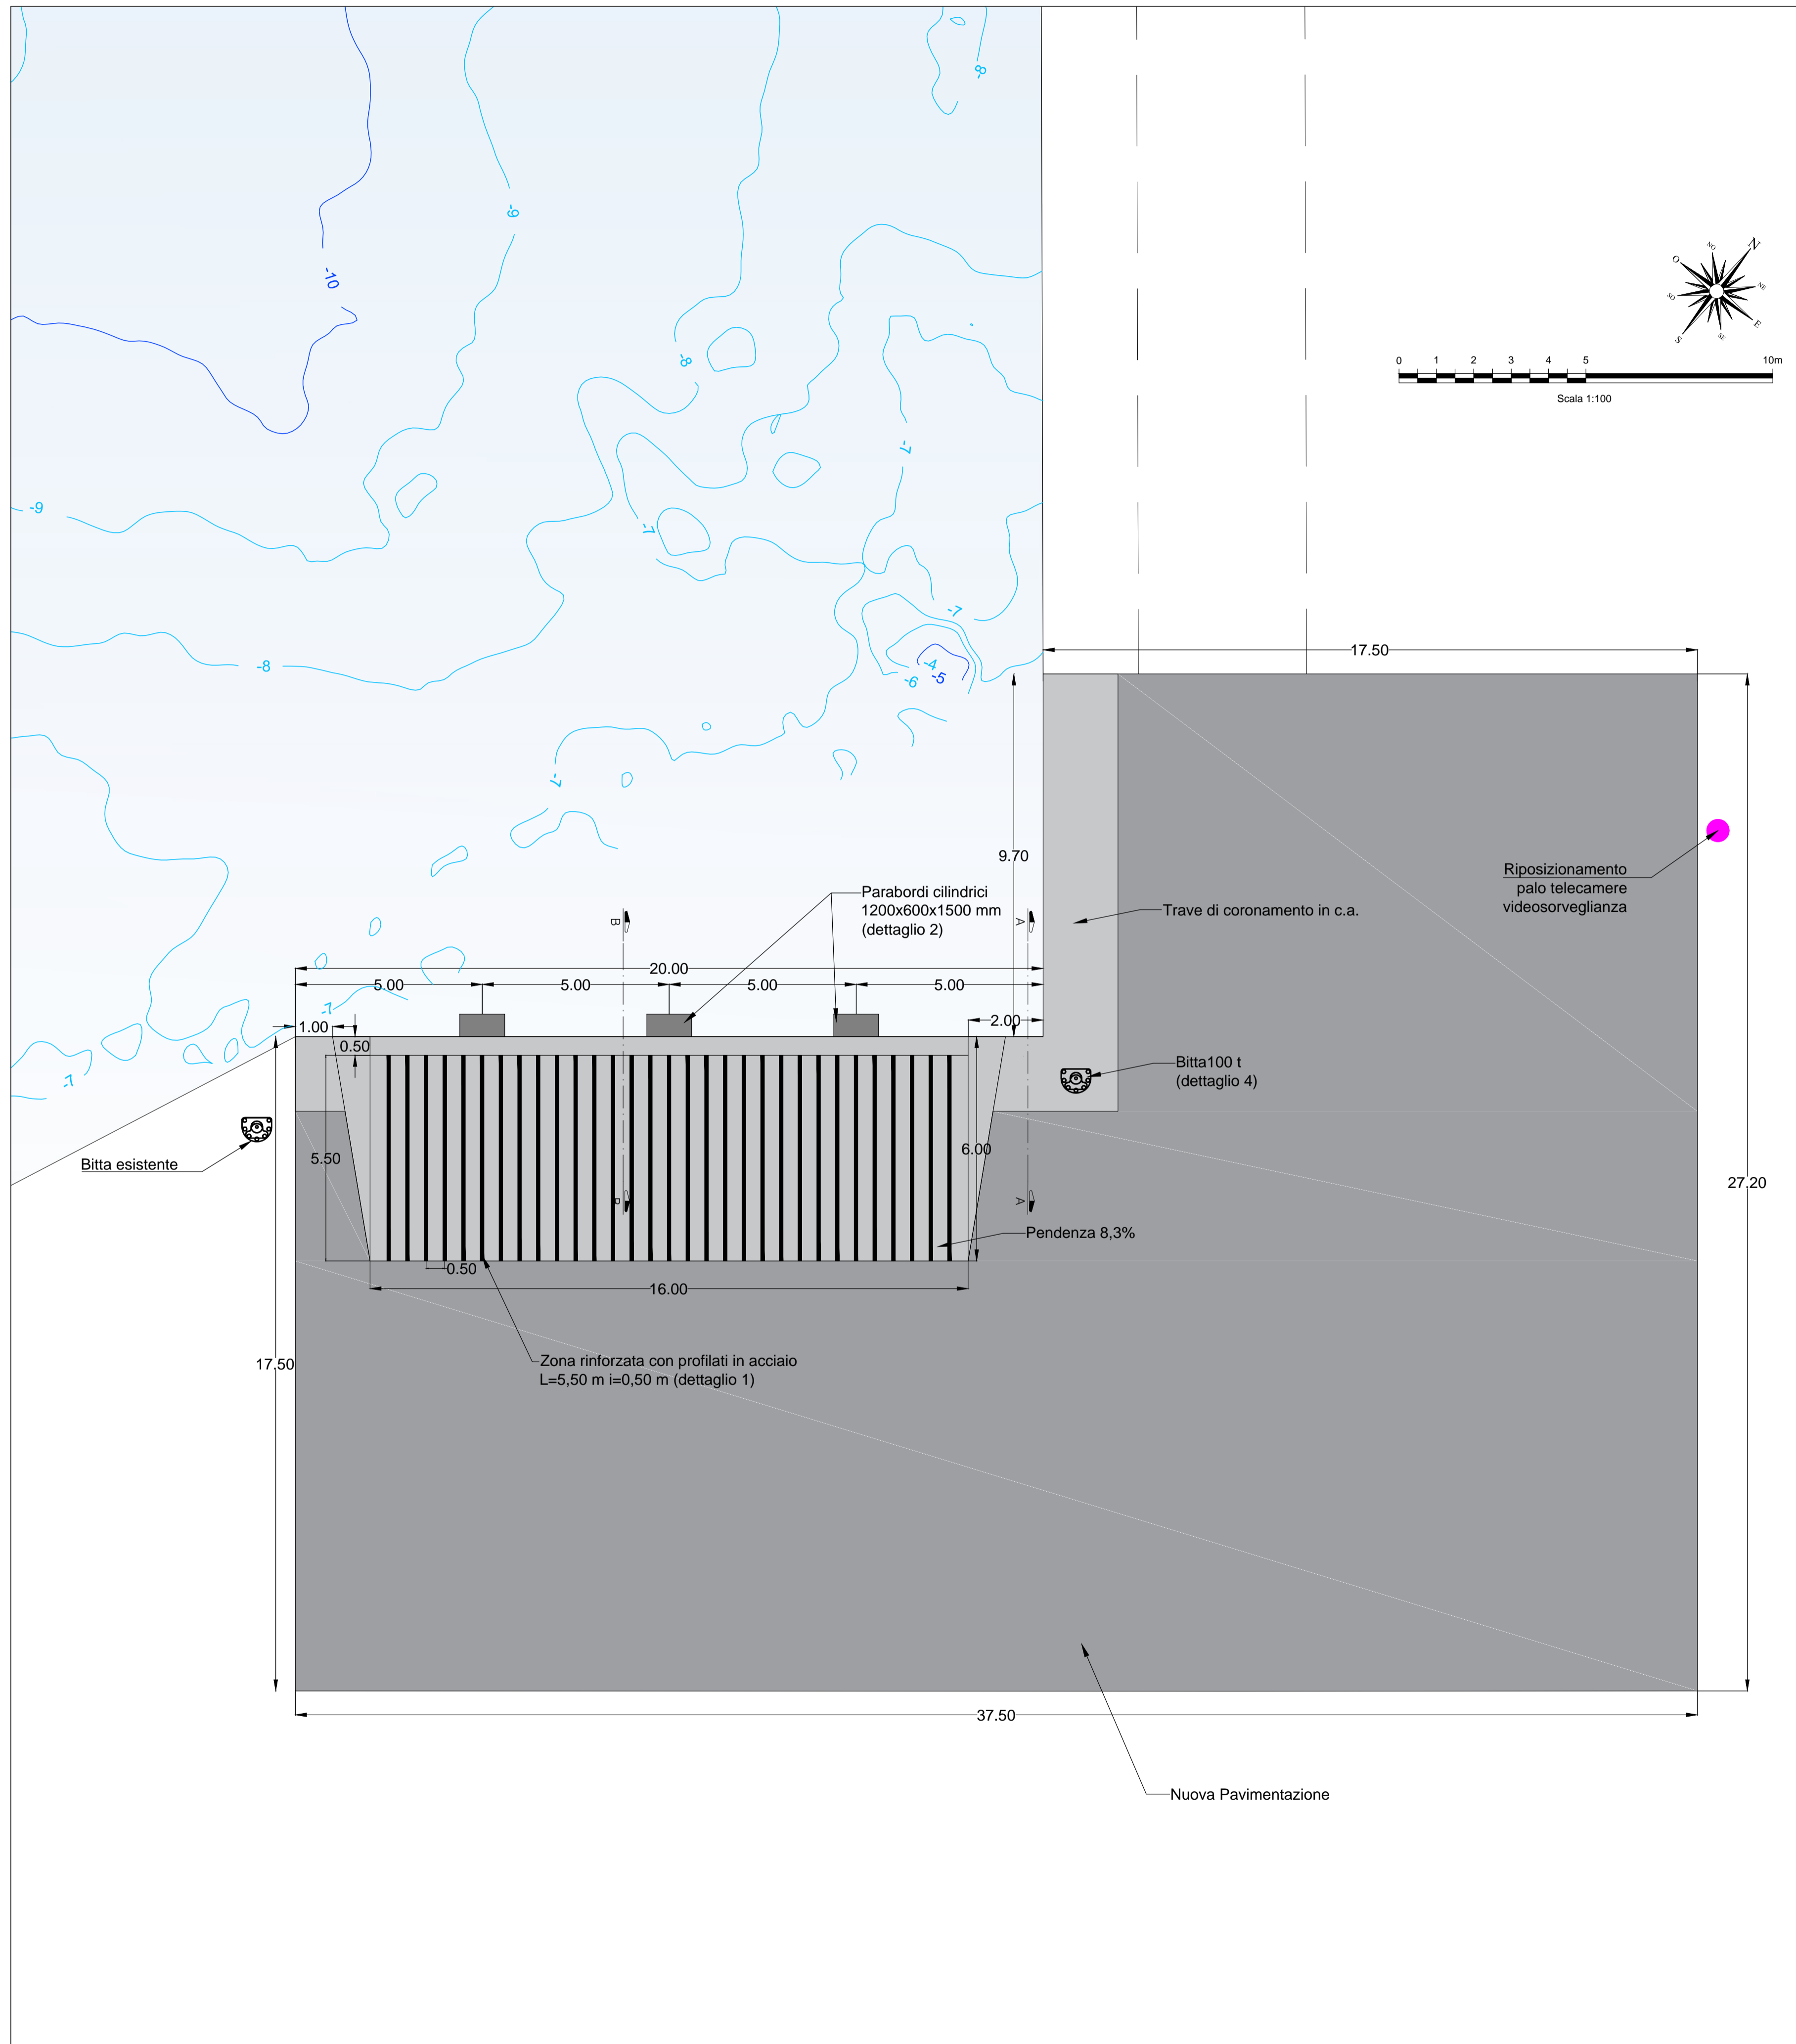 -8
-9
-10
N
NO
O
NE
SO
E
SE
S
-8
0 1 2 3 4 5 10m
Scala 1:100
-7
-9
-7
-7
-8
17.50
-4
-5
-6
-7
9.70
Riposizionamento
palo telecamere
videosorveglianza
Parabordi cilindrici
1200x600x1500 mm
(dettaglio 2)
Trave di coronamento in c.a.
B
A
20.00
5.00
5.00
5.00
5.00
-7
1.00
2.00
0.50
Bitta100 t
(dettaglio 4)
-7
Bitta esistente
5.50
6.00
27.20
B
A
Pendenza 8,3%
0.50
16.00
Zona rinforzata con profilati in acciaio
L=5,50 m i=0,50 m (dettaglio 1)
17.50
37.50
Nuova Pavimentazione